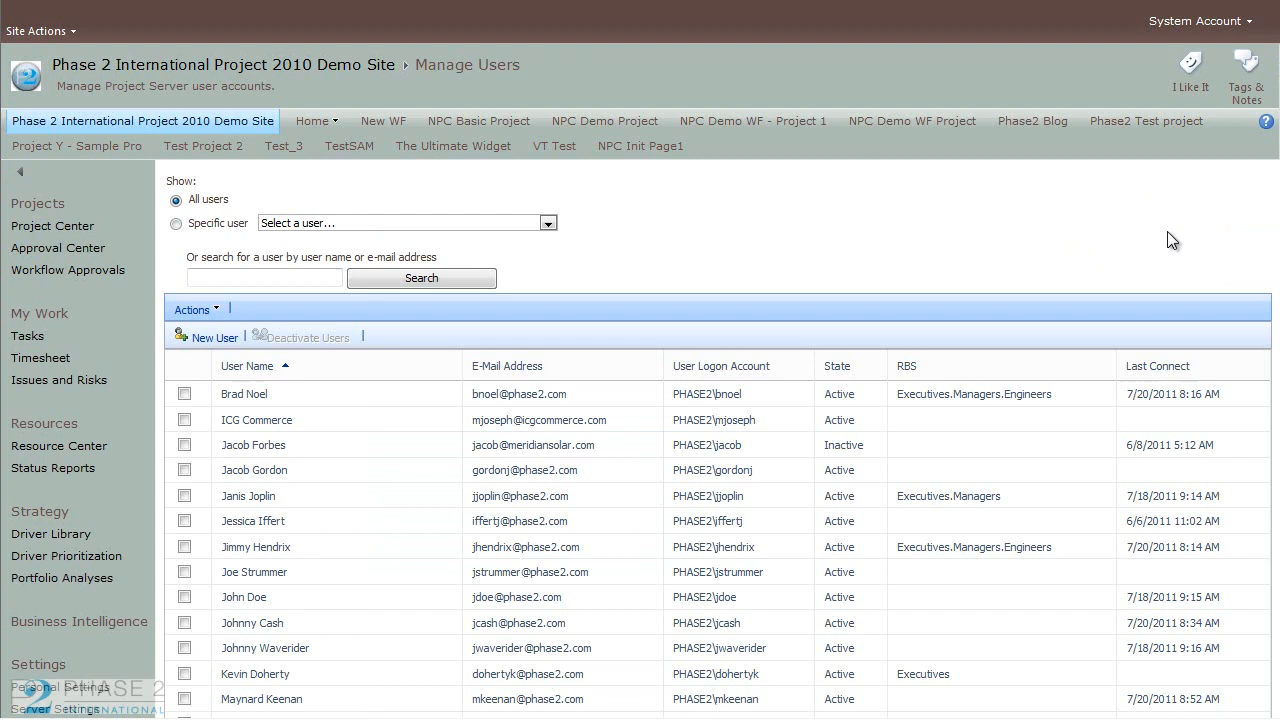 System Account
Site Actions
Phase 2 International Project 2010 Demo Site › Manage Users
Manage Project Server user accounts.
I Like It
Tags & Notes
Phase 2 International Project 2010 Demo Site Home New WF NPC Basic Project NPC Demo Project NPC Demo WF - Project 1 NPC Demo WF Project Phase2 Blog Phase2 Test project
Project Y - Sample Pro Test Project 2 Test_3 TestSAM The Ultimate Widget VT Test NPC Init Page1
Projects
Project Center
Approval Center
Workflow Approvals
My Work
Tasks
Timesheet
Issues and Risks
Resources
Resource Center
Status Reports
Strategy
Driver Library
Driver Prioritization
Portfolio Analyses
Business Intelligence
Settings
Personal Settings
Server Settings
2 PHASE 2
INTERNATIONAL
Show:
All users
Specific user Select a user...
Or search for a user by user name or e-mail address
Search
Actions
New User Deactivate Users
User Name E-Mail Address User Logon Account State RBS Last Connect
Brad Noel bnoel@phase2.com PHASE2\bnoel Active Executives.Managers.Engineers 7/20/2011 8:16 AM
ICG Commerce mjoseph@icgcommerce.com PHASE2\mjoseph Active
Jacob Forbes jacob@meridiansolar.com PHASE2\jacob Inactive 6/8/2011 5:12 AM
Jacob Gordon gordonj@phase2.com PHASE2\gordonj Active
Janis Joplin jjoplin@phase2.com PHASE2\jjoplin Active Executives.Managers 7/18/2011 9:14 AM
Jessica Iffert iffertj@phase2.com PHASE2\iffertj Active 6/6/2011 11:02 AM
Jimmy Hendrix jhendrix@phase2.com PHASE2\jhendrix Active Executives.Managers.Engineers 7/20/2011 8:14 AM
Joe Strummer jstrummer@phase2.com PHASE2\jstrummer Active
John Doe jdoe@phase2.com PHASE2\jdoe Active 7/18/2011 9:15 AM
Johnny Cash jcash@phase2.com PHASE2\jcash Active 7/20/2011 8:34 AM
Johnny Waverider jwaverider@phase2.com PHASE2\jwaverider Active 7/18/2011 9:16 AM
Kevin Doherty dohertyk@phase2.com PHASE2\dohertyk Active Executives
Maynard Keenan mkeenan@phase2.com PHASE2\mkeenan Active 7/20/2011 8:52 AM